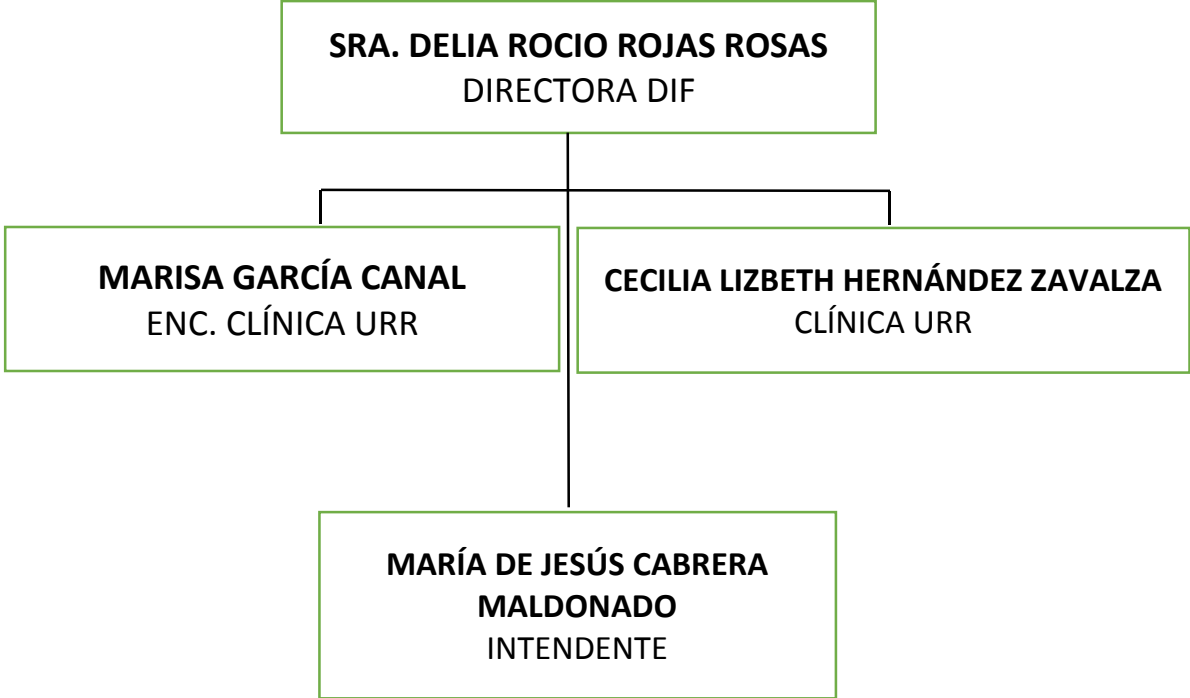 SRA. DELIA ROCIO ROJAS ROSAS
DIRECTORA DIF
MARISA GARCÍA CANAL
ENC. CLÍNICA URR
CECILIA LIZBETH HERNÁNDEZ ZAVALZA
CLÍNICA URR
MARÍA DE JESÚS CABRERA
MALDONADO
INTENDENTE